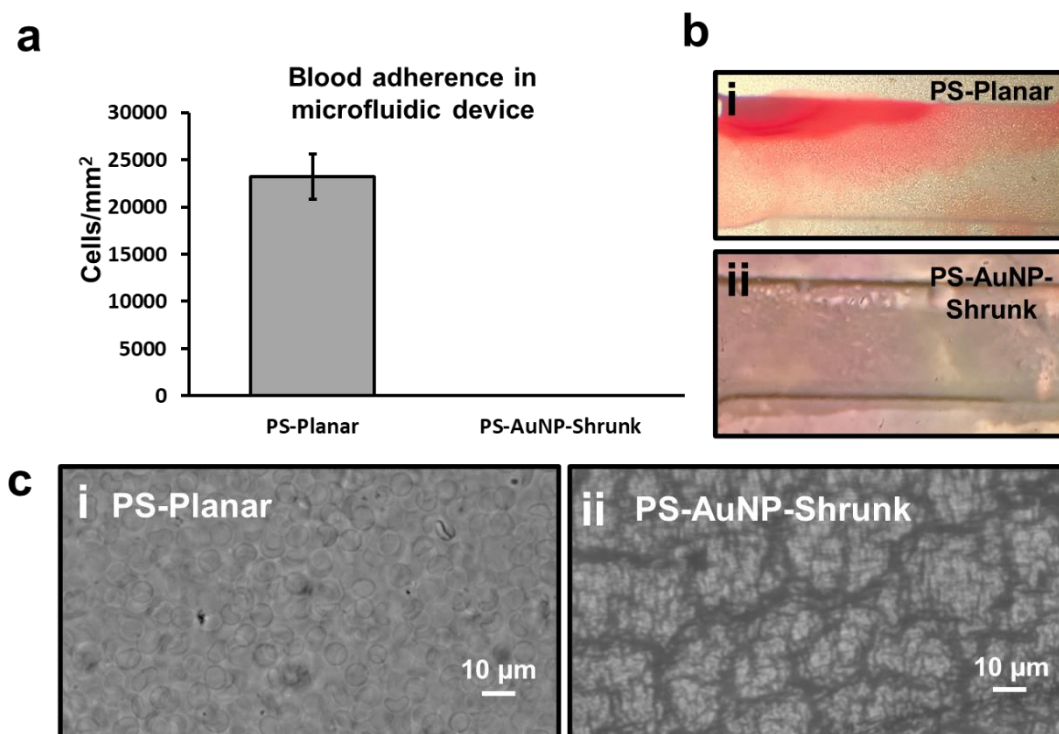 a
Blood adherence in
microfluidic device
30000
25000
20000
15000
10000
5000
0
Cells/mm²
PS-Planar
PS-AuNP-Shrunk
b
i
PS-Planar
ii
PS-AuNP-
Shrunk
c
i PS-Planar
10 µm
ii PS-AuNP-Shrunk
10 µm